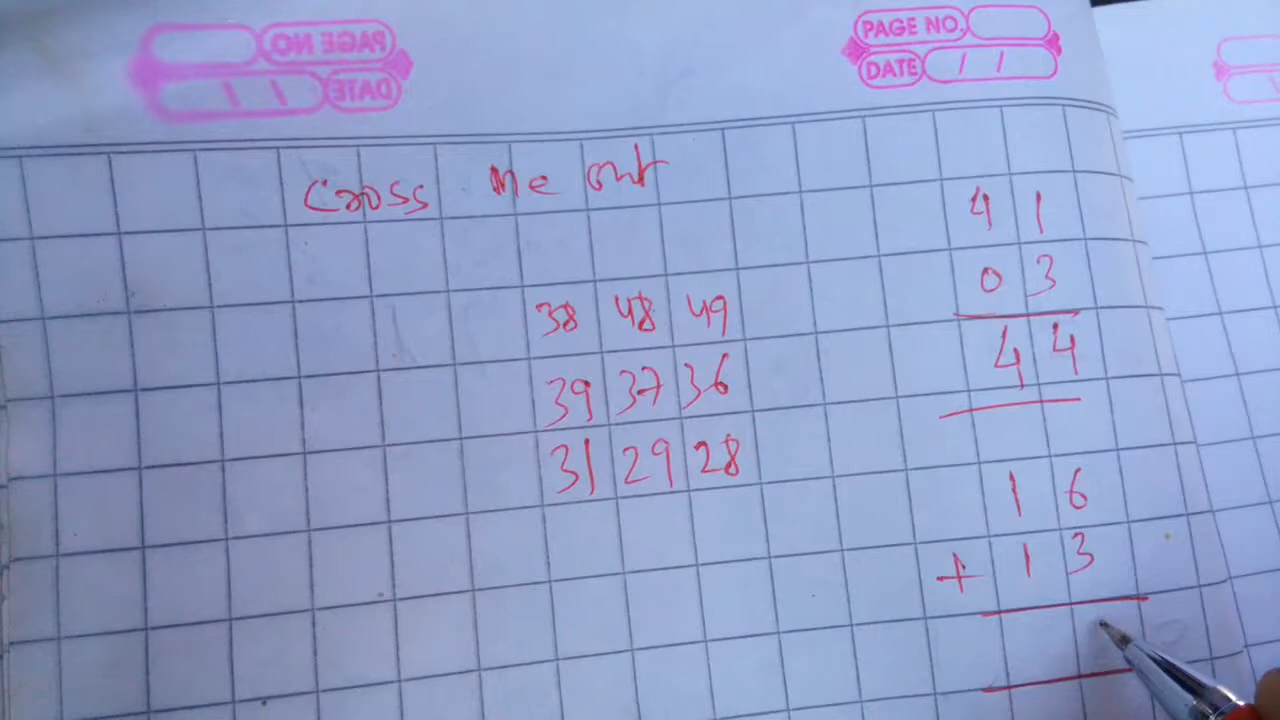 PAGE NO.
DATE / /
Cross Me out
38 48 49
39 37 36
31 29 28
4 1
0 3
4 4
1 6
+ 1 3